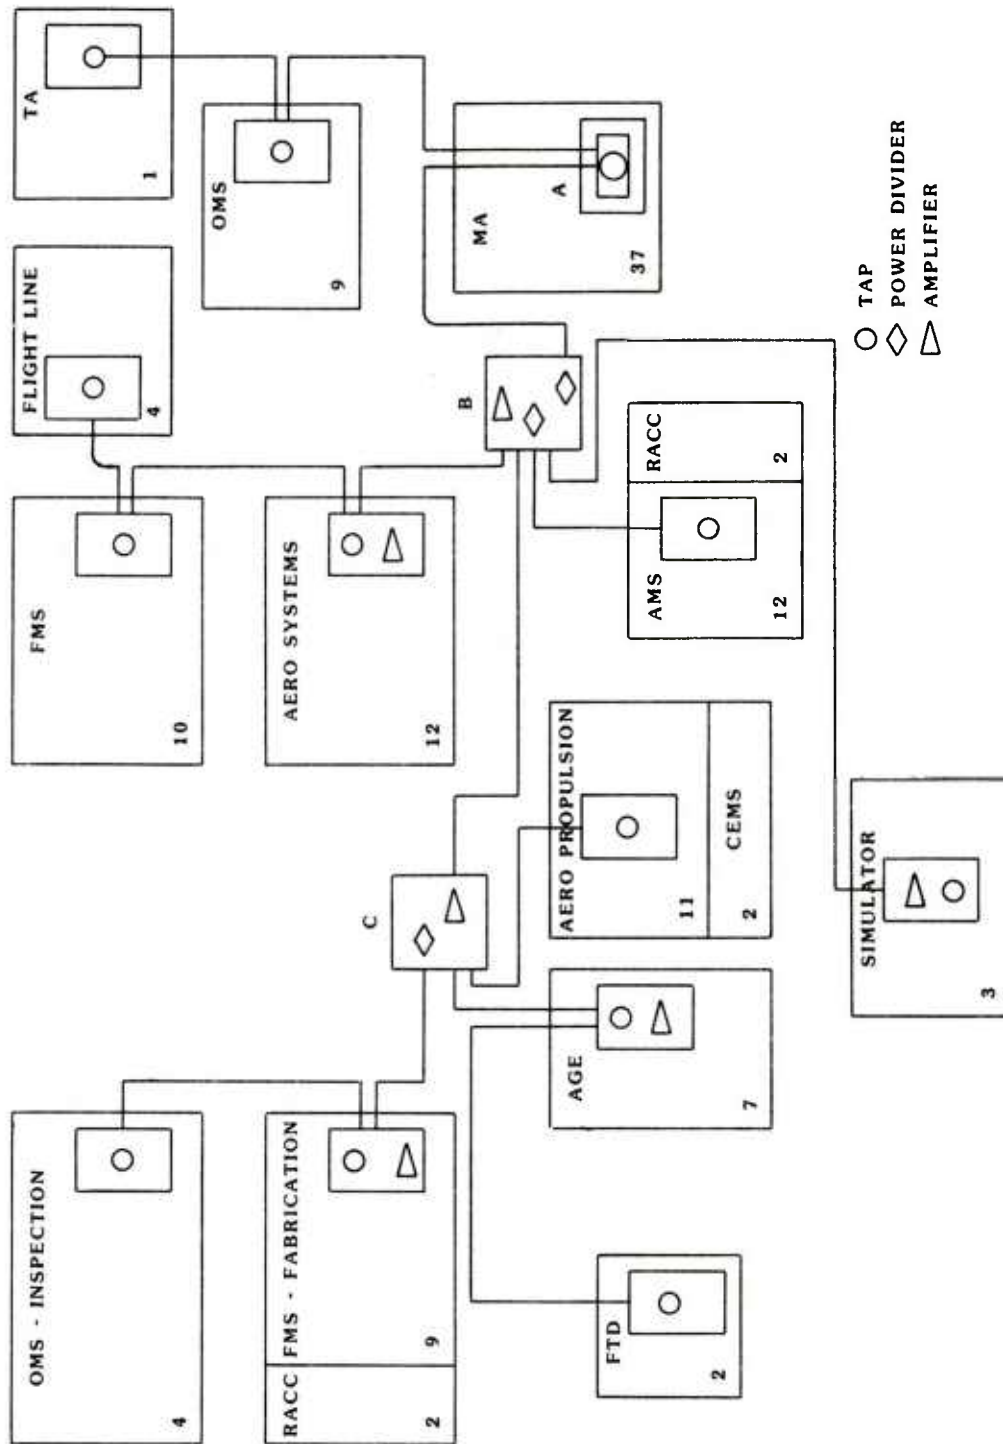 OMS - INSPECTION
4
RACC
2
FMS - FABRICATION
9
FTD
2
AGE
7
C
AERO PROPULSION
11
CEMS
2
SIMULATOR
3
FMS
10
AERO SYSTEMS
12
B
AMS
12
RACC
2
FLIGHT LINE
4
TA
1
OMS
9
MA
A
37
TAP
POWER DIVIDER
AMPLIFIER